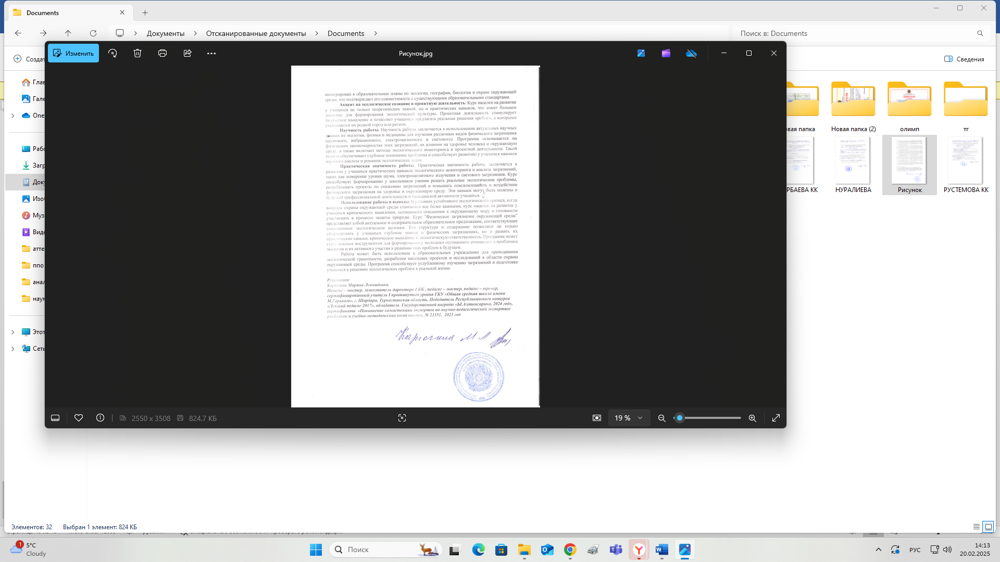 Documents
Документы
Отсканированные документы
Documents
Поиск в: Documents
Изменить
Рисунок.jpg
Создат
Сведения
Глав
Гале
One
Рабо
Загр
Доку
Изоб
Музы
Виде
атте
ппо
анал
наум
Этот
Сеть
интегрирован в образовательные планы по экологии, географии, биологии и охране окружающей
среды, что подтверждает его совместимость с существующими образовательными стандартами.
Акцент на экологическое сознание и проектную деятельность: Курс нацелен на развитие
у учащихся не только теоретических знаний, но и практических навыков, что имеет большое
значение для формирования экологической культуры. Проектная деятельность стимулирует
творческое мышление и позволяет учащимся предлагать реальные решения проблем, с которыми
сталкивается их родной город или регион.
Научность работы. Научность работы заключается в использовании актуальных научных
данных из экологии, физики и медицины для изучения различных видов физического загрязнения
(шумового, вибрационного, электромагнитного и светового). Программа основывается на
физических закономерностях этих загрязнений, их влиянии на здоровье человека и окружающую
среду, а также включает методы экологического мониторинга и проектной деятельности. Такой
подход обеспечивает глубокое понимание проблемы и способствует развитию у учащихся навыков
научного анализа и решения экологических задач.
Практическая значимость работы. Практическая значимость работы заключается в
развитии у учащихся практических навыков экологического мониторинга и анализа загрязнений,
таких как измерение уровня шума, электромагнитного излучения и светового загрязнения. Курс
способствует формированию у школьников умения решать реальные экологические проблемы,
разрабатывать проекты по снижению загрязнений и повышать осведомленность о воздействии
физического загрязнения на здоровье и окружающую среду. Эти навыки могут быть полезны в
будущей профессиональной деятельности и гражданской активности учащихся.
Использование работы и выводы. В условиях устойчивого экологического кризиса, когда
вопросы охраны окружающей среды становятся все более важными, курс нацелен на развитие у
учащихся критического мышления, осознанного отношения к окружающему миру и готовности
участвовать в процессе защиты природы. Курс "Физическое загрязнение окружающей среды"
представляет собой актуальное и содержательное образовательное предложение, соответствующее
современным экологическим вызовам. Его структура и содержание позволяют не только
сформировать у учащихся глубокие знания о физических загрязнениях, но и развить их
практические навыки, критическое мышление и экологическую ответственность. Программа может
стать важным инструментом для формирования у молодежи осознанного отношения к проблемам
экологии и их активного участия в решении этих проблем в будущем.
Работа может быть использована в образовательных учреждениях для преподавания
экологической грамотности, разработки школьных проектов и исследований в области охраны
окружающей среды. Программа способствует углубленному изучению загрязнений и подготовке
учащихся к решению экологических проблем в реальной жизни.
Рецензент:
Карюгина Марина Леонидовна.
Педагог – мастер, заместитель директора I КК , педагог – мастер, педагог – тренер,
сертифицированный учитель I продвинутого уровня ГКУ «Общая средняя школа имени
М.Горького», г. Шардара, Туркестанская область. Победитель Республиканского конкурса
«Лучший педагог 2017», обладатель Государственной награды «Ы.Алтынсарина, 2024 год»,
сертификата «Повышение компетенции экспертов по научно-педагогической экспертизе
учебников и учебно-методических комплексов», № 23351, 2023 год
Карюгина М Л
2550 x 3508
824.7 КБ
19 %
овая папка
Новая папка (2)
олимп
тг
РБАЕВА КК
НУРАЛИЕВА
Рисунок
РУСТЕМОВА КК
Элементов: 32
Выбран 1 элемент: 824 КБ
1
5°C
Cloudy
Поиск
РУС
14:13
20.02.2025